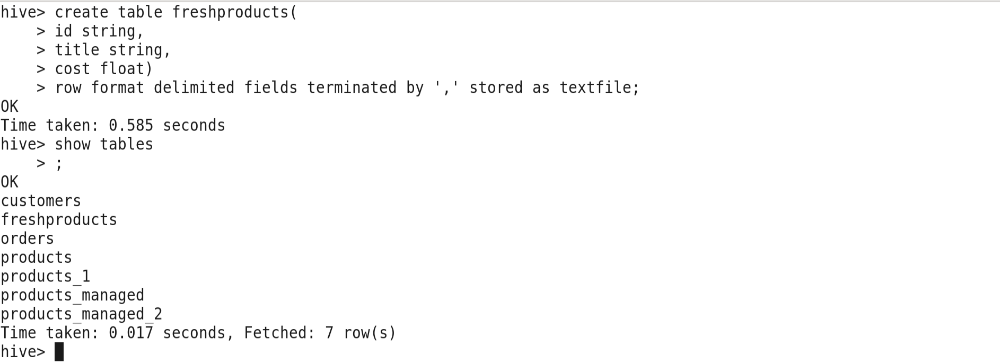 hive> create table freshproducts(
    > id string,
    > title string,
    > cost float)
    > row format delimited fields terminated by ',' stored as textfile;
OK
Time taken: 0.585 seconds
hive> show tables
    > ;
OK
customers
freshproducts
orders
products
products_1
products_managed
products_managed_2
Time taken: 0.017 seconds, Fetched: 7 row(s)
hive>